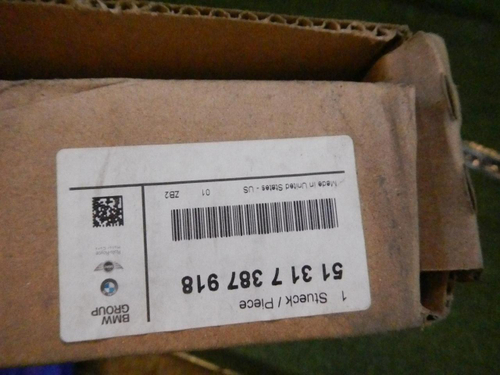 BMW
GROUP
1 Stueck / Piece
51 31 7 387 918
Made in United States - US 01 ZB2